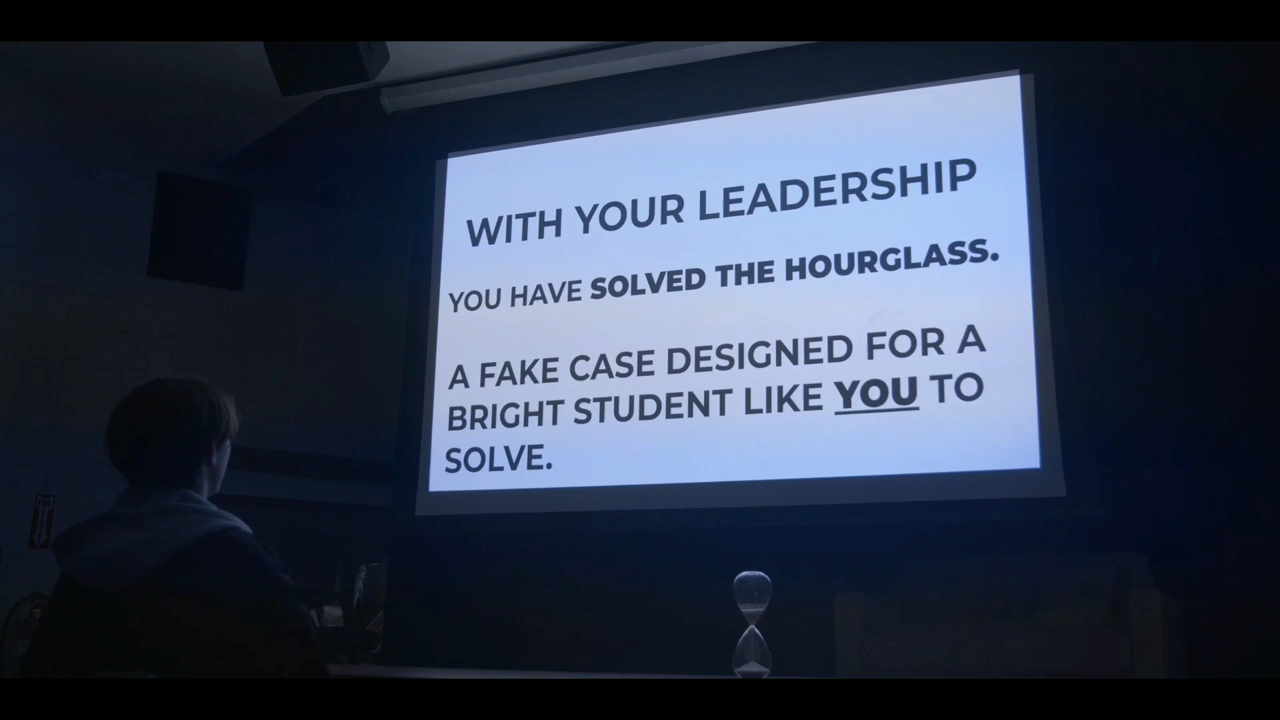 WITH YOUR LEADERSHIP
YOU HAVE SOLVED THE HOURGLASS.
A FAKE CASE DESIGNED FOR A
BRIGHT STUDENT LIKE YOU TO
SOLVE.